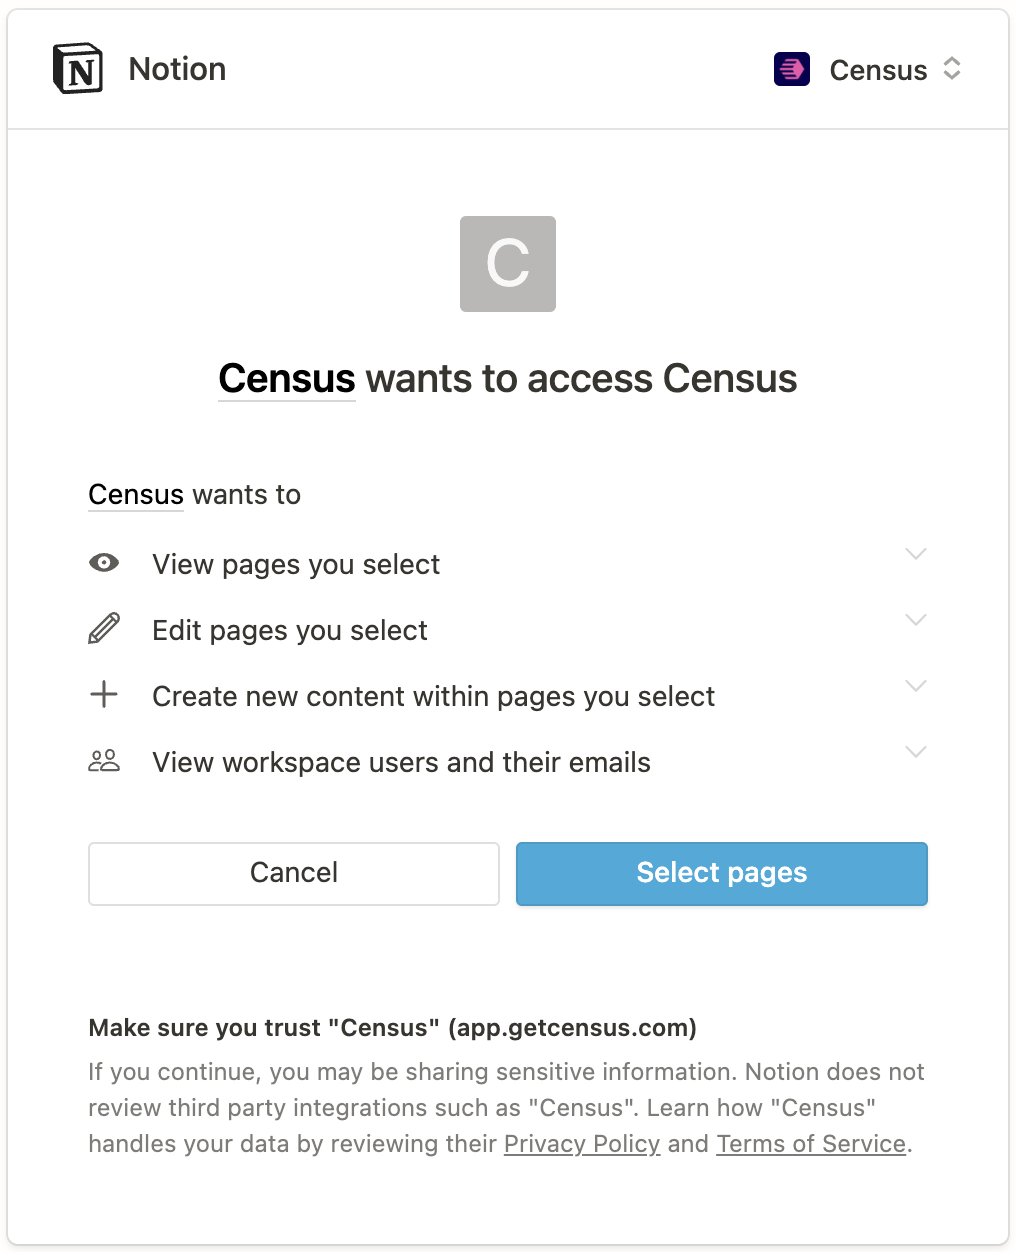 Notion
Census
C
Census wants to access Census
Census wants to
View pages you select
Edit pages you select
Create new content within pages you select
View workspace users and their emails
Cancel
Select pages
Make sure you trust "Census" (app.getcensus.com)
If you continue, you may be sharing sensitive information. Notion does not
review third party integrations such as "Census". Learn how "Census"
handles your data by reviewing their Privacy Policy and Terms of Service.